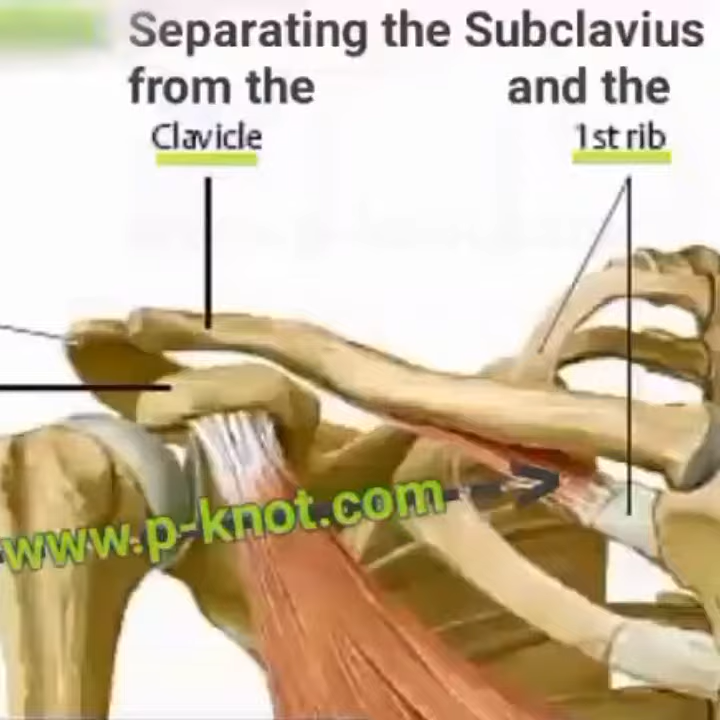 Separating the Subclavius
from the and the
Clavicle 1st rib
www.p-knot.com